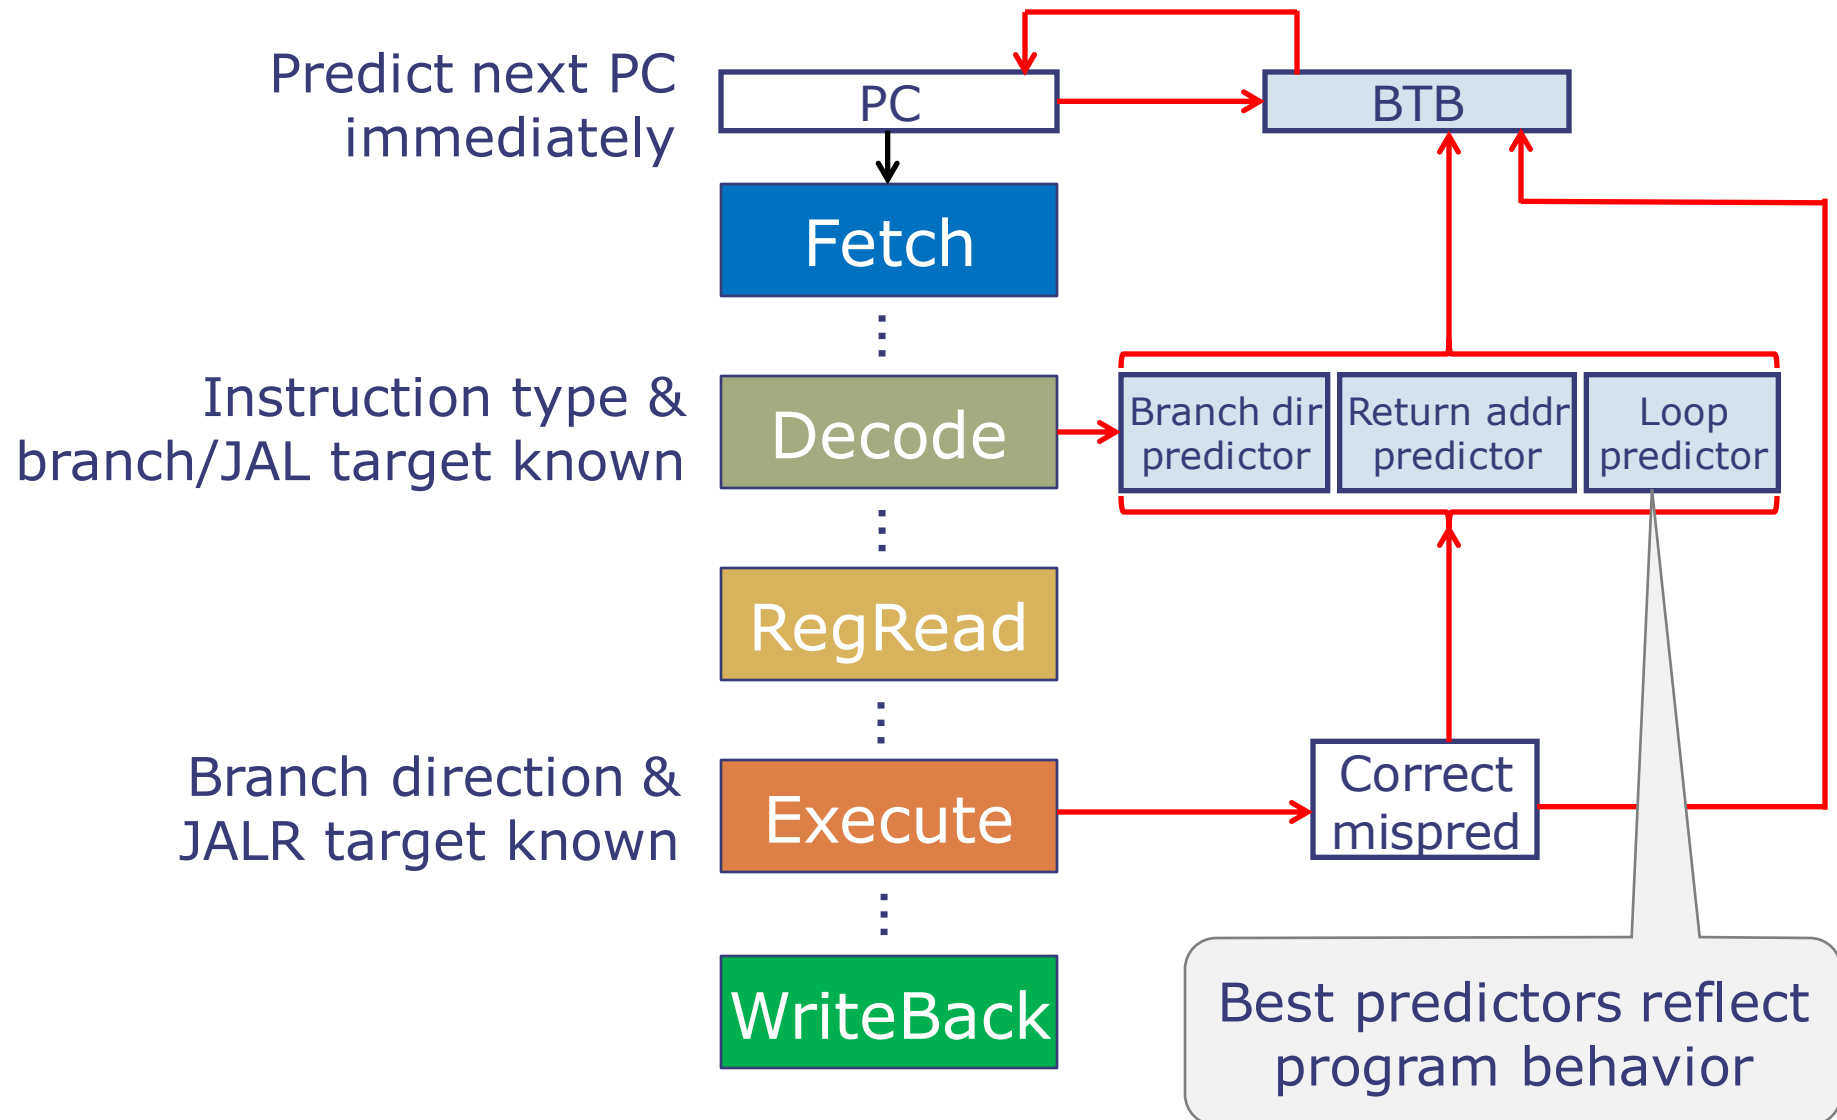 Predict next PC
immediately
PC
BTB
Fetch
Instruction type &
branch/JAL target known
Decode
Branch dir
predictor
Return addr
predictor
Loop
predictor
RegRead
Branch direction &
JALR target known
Execute
Correct
mispred
WriteBack
Best predictors reflect
program behavior